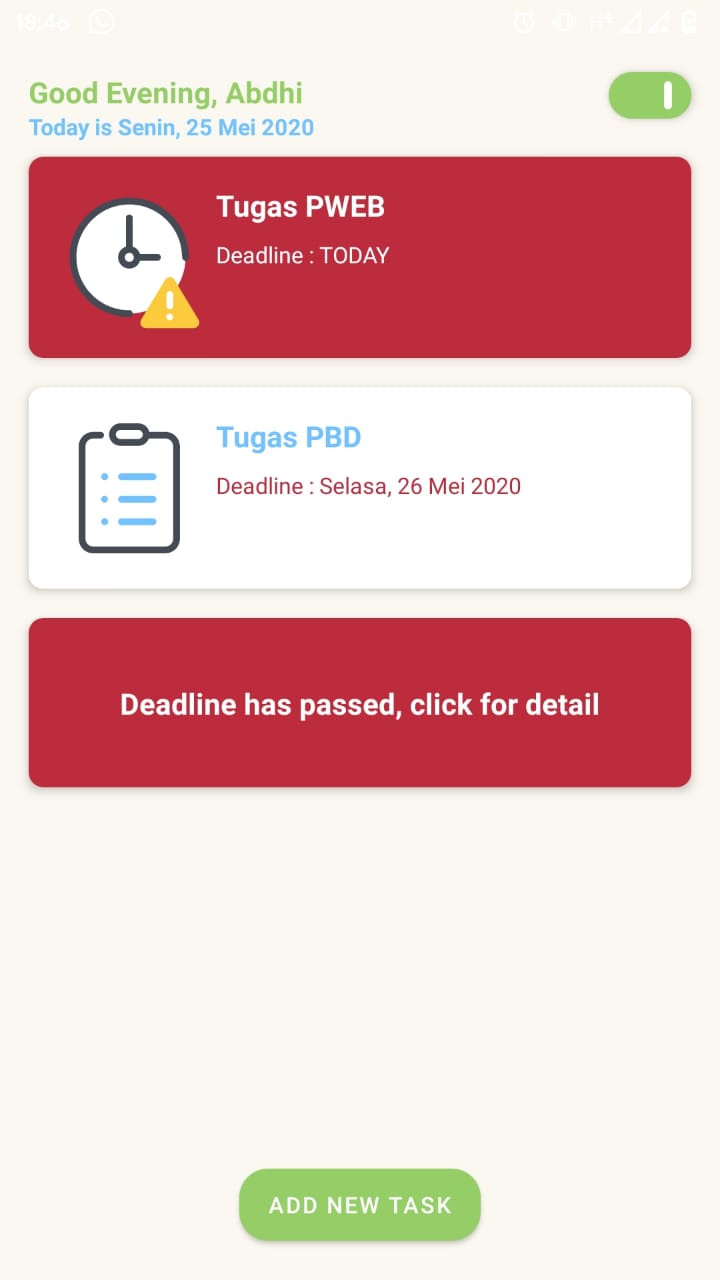 18:46
H+
Good Evening, Abdhi
Today is Senin, 25 Mei 2020
Tugas PWEB
Deadline : TODAY
Tugas PBD
Deadline : Selasa, 26 Mei 2020
Deadline has passed, click for detail
ADD NEW TASK